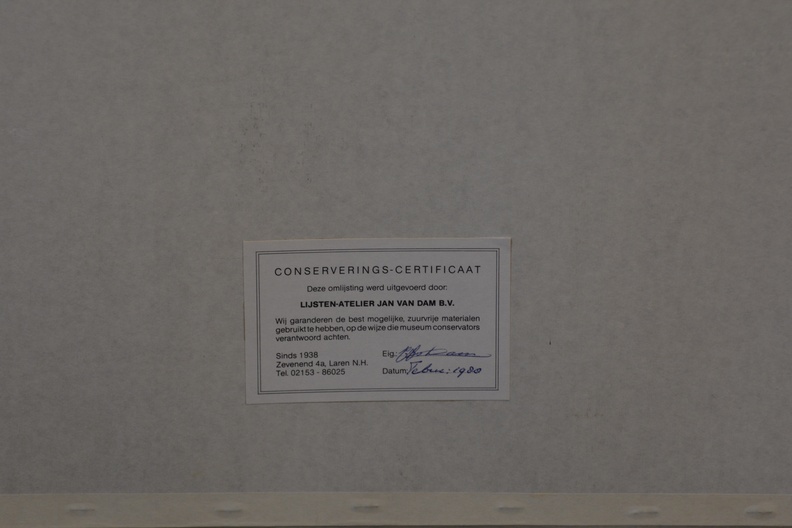 CONSERVERINGS-CERTIFICAAT
Deze omlijsting werd uitgevoerd door:
LIJSTEN-ATELIER JAN VAN DAM B.V.
Wij garanderen de best mogelijke, zuurvrije materialen
gebruikt te hebben, op de wijze die museum conservators
verantwoord achten.
Sinds 1938
Zevenend 4a, Laren N.H.
Tel. 02153 - 86025
Eig.:
Datum: Febru: 1980